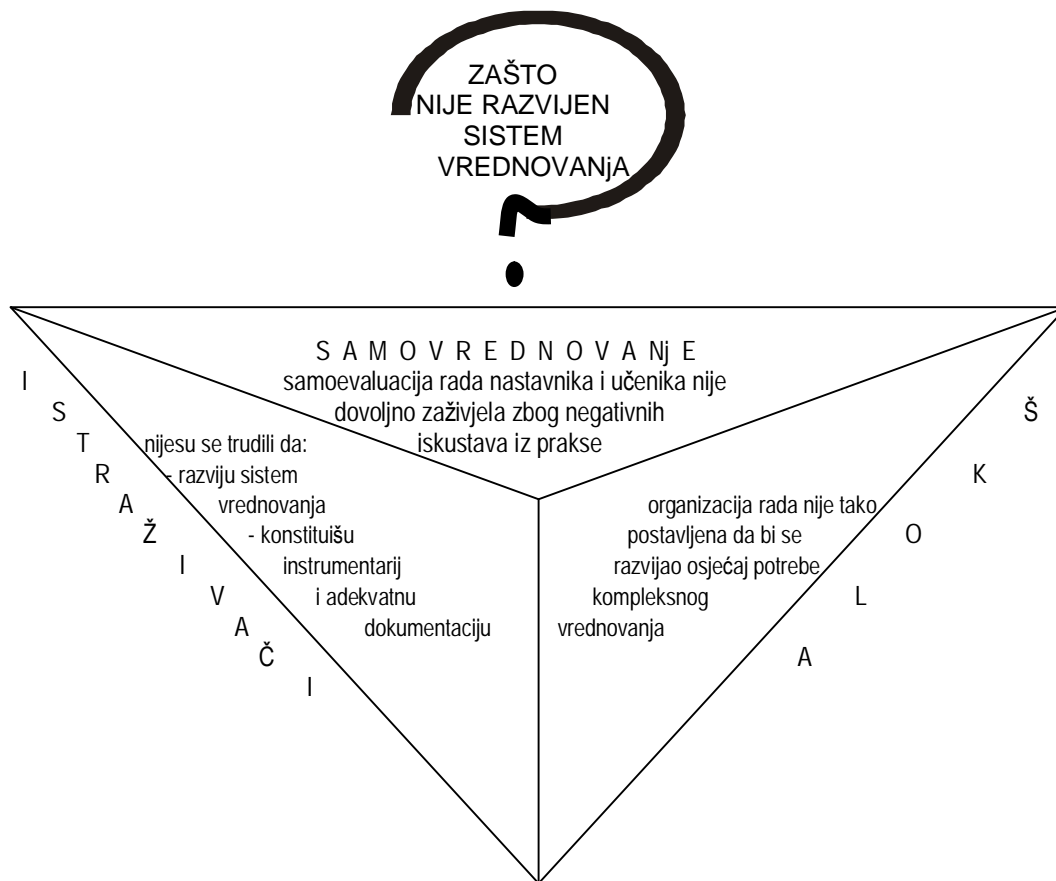 ZAŠTO
NIJE RAZVIJEN
SISTEM
VREDNOVANjA
?
S A M O V R E D N O V A Nj E
samoevaluacija rada nastavnika i učenika nije
dovoljno zaživjela zbog negativnih
iskustava iz prakse
I S T R A Ž I V A Č I
nijesu se trudili da:
- razviju sistem
vrednovanja
- konstituišu
instrumentarij
i adekvatnu
dokumentaciju
Š K O L A
organizacija rada nije tako
postavljena da bi se
razvijao osjećaj potrebe
kompleksnog
vrednovanja